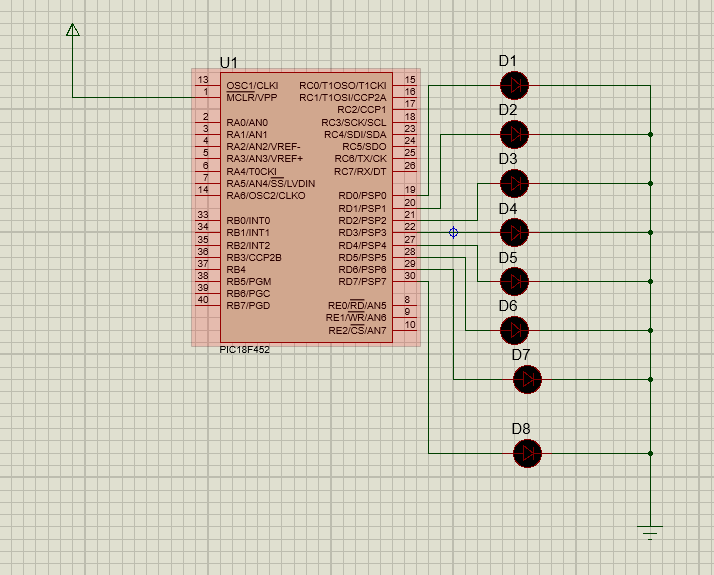 U1
13 OSC1/CLKI RC0/T1OSO/T1CKI 15
1 MCLR/VPP RC1/T1OSI/CCP2A 16
RC2/CCP1 17
2 RA0/AN0 RC3/SCK/SCL 18
3 RA1/AN1 RC4/SDI/SDA 23
4 RA2/AN2/VREF- RC5/SDO 24
5 RA3/AN3/VREF+ RC6/TX/CK 25
6 RA4/T0CKI RC7/RX/DT 26
7 RA5/AN4/SS/LVDIN
14 RA6/OSC2/CLKO RD0/PSP0 19
RD1/PSP1 20
33 RB0/INT0 RD2/PSP2 21
34 RB1/INT1 RD3/PSP3 22
35 RB2/INT2 RD4/PSP4 27
36 RB3/CCP2B RD5/PSP5 28
37 RB4 RD6/PSP6 29
38 RB5/PGM RD7/PSP7 30
39 RB6/PGC
40 RB7/PGD RE0/RD/AN5 8
RE1/WR/AN6 9
RE2/CS/AN7 10
PIC18F452
D1
D2
D3
D4
D5
D6
D7
D8